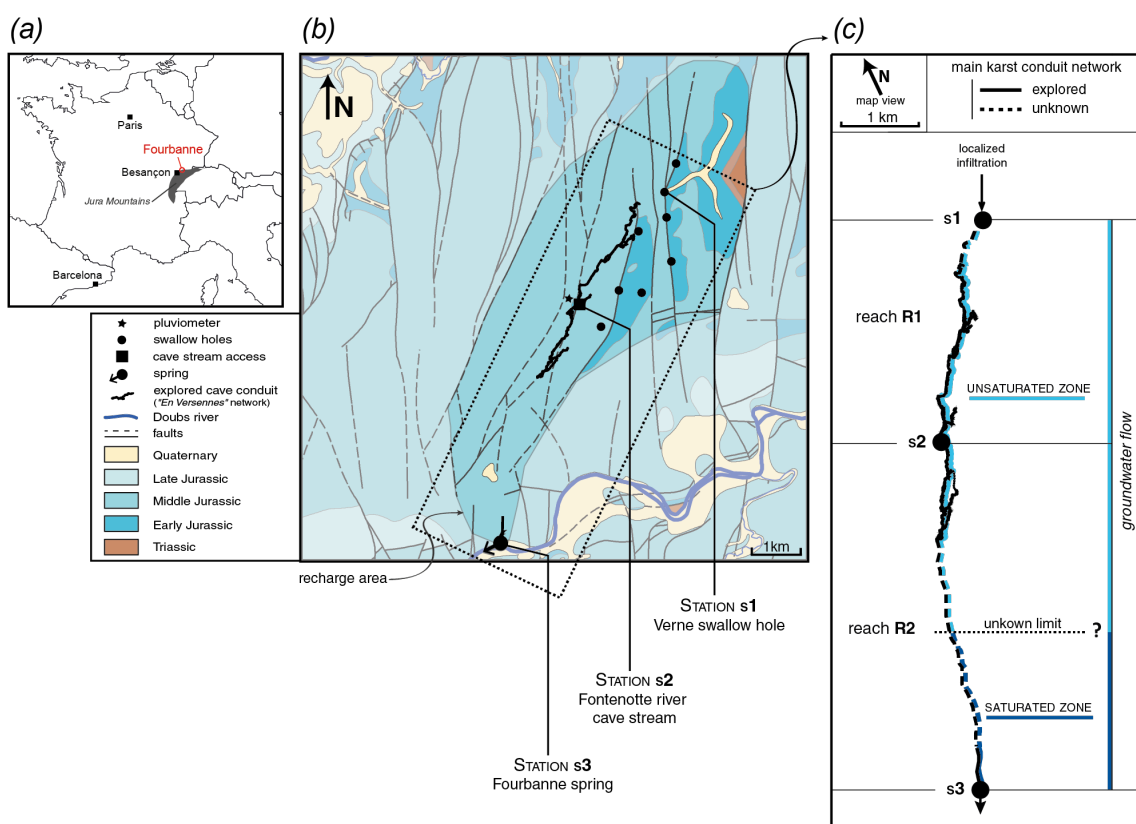 (a)
Paris
Fourbanne
Besançon
Jura Mountains
Barcelona
pluviometer
swallow holes
cave stream access
spring
explored cave conduit
("En Versennes" network)
Doubs river
faults
Quaternary
Late Jurassic
Middle Jurassic
Early Jurassic
Triassic
(b)
N
1km
recharge area
STATION s1
Verne swallow hole
STATION s2
Fontenotte river
cave stream
STATION s3
Fourbanne spring
(c)
N
map view
1 km
main karst conduit network
explored
unknown
localized
infiltration
s1
reach R1
UNSATURATED ZONE
s2
groundwater flow
reach R2
unkown limit
?
SATURATED ZONE
s3